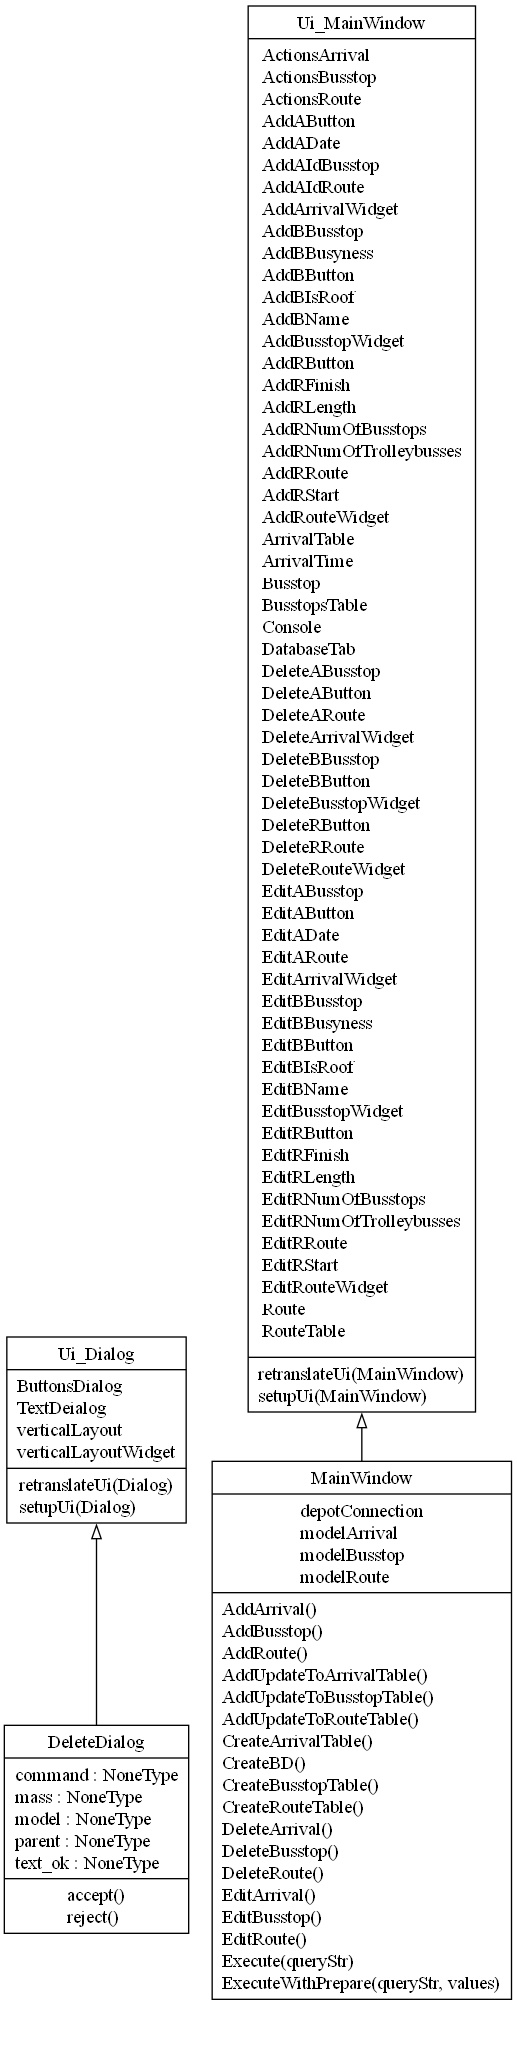 Ui_MainWindow
ActionsArrival
ActionsBusstop
ActionsRoute
AddAButton
AddADate
AddAIdBusstop
AddAIdRoute
AddArrivalWidget
AddBBusstop
AddBBusyness
AddBButton
AddBIsRoof
AddBName
AddBusstopWidget
AddRButton
AddRFinish
AddRLength
AddRNumOfBusstops
AddRNumOfTrolleybusses
AddRRoute
AddRStart
AddRouteWidget
ArrivalTable
ArrivalTime
Busstop
BusstopsTable
Console
DatabaseTab
DeleteABusstop
DeleteAButton
DeleteARoute
DeleteArrivalWidget
DeleteBBusstop
DeleteBButton
DeleteBusstopWidget
DeleteRButton
DeleteRRoute
DeleteRouteWidget
EditABusstop
EditAButton
EditADate
EditARoute
EditArrivalWidget
EditBBusstop
EditBBusyness
EditBButton
EditBIsRoof
EditBName
EditBusstopWidget
EditRButton
EditRFinish
EditRLength
EditRNumOfBusstops
EditRNumOfTrolleybusses
EditRRoute
EditRStart
EditRouteWidget
Route
RouteTable
retranslateUi(MainWindow)
setupUi(MainWindow)
Ui_Dialog
ButtonsDialog
TextDeialog
verticalLayout
verticalLayoutWidget
retranslateUi(Dialog)
setupUi(Dialog)
MainWindow
depotConnection
modelArrival
modelBusstop
modelRoute
AddArrival()
AddBusstop()
AddRoute()
AddUpdateToArrivalTable()
AddUpdateToBusstopTable()
AddUpdateToRouteTable()
CreateArrivalTable()
CreateBD()
CreateBusstopTable()
CreateRouteTable()
DeleteArrival()
DeleteBusstop()
DeleteRoute()
EditArrival()
EditBusstop()
EditRoute()
Execute(queryStr)
ExecuteWithPrepare(queryStr, values)
DeleteDialog
command : NoneType
mass : NoneType
model : NoneType
parent : NoneType
text_ok : NoneType
accept()
reject()